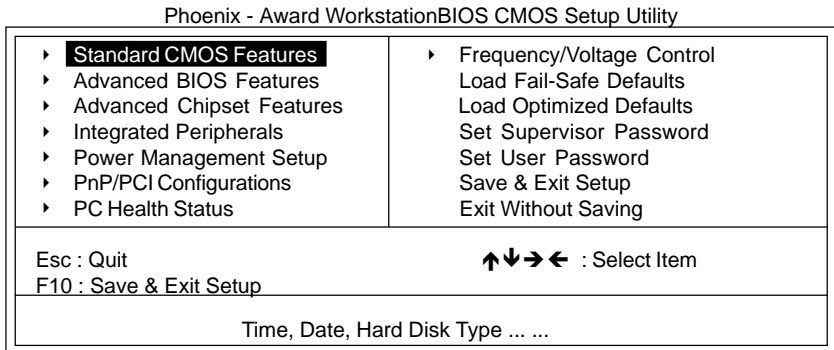 Phoenix - Award WorkstationBIOS CMOS Setup Utility
‣ Standard CMOS Features
‣ Advanced BIOS Features
‣ Advanced Chipset Features
‣ Integrated Peripherals
‣ Power Management Setup
‣ PnP/PCI Configurations
‣ PC Health Status
‣ Frequency/Voltage Control
Load Fail-Safe Defaults
Load Optimized Defaults
Set Supervisor Password
Set User Password
Save & Exit Setup
Exit Without Saving
Esc : Quit
F10 : Save & Exit Setup
↑↓→← : Select Item
Time, Date, Hard Disk Type ... ...